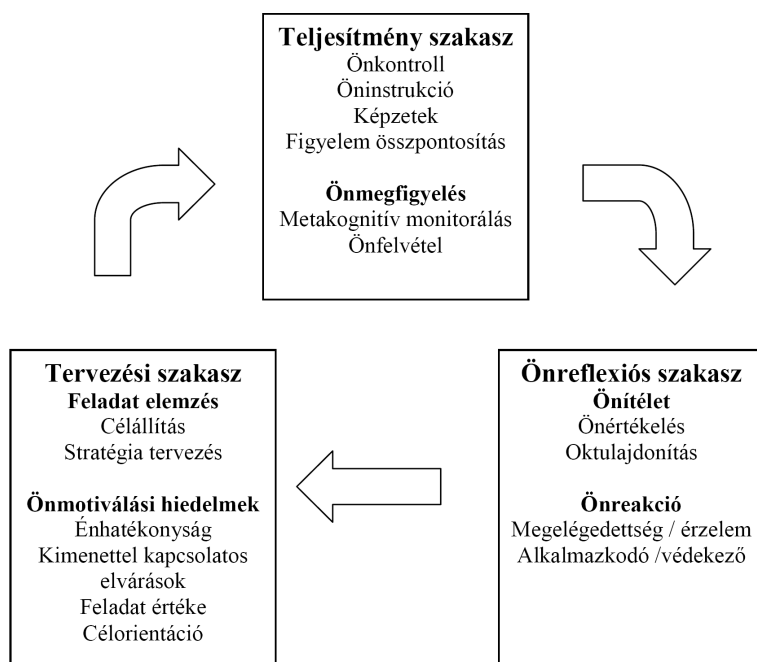 Teljesítmény szakasz
Önkontroll
Öninstrukció
Képzetek
Figyelem összpontosítás
Önmegfigyelés
Metakognitív monitorálás
Önfelvétel
Tervezési szakasz
Feladat elemzés
Célállítás
Stratégia tervezés
Önmotiválási hiedelmek
Énhatékonyság
Kimenettel kapcsolatos
elvárások
Feladat értéke
Célorientáció
Önreflexiós szakasz
Önítélet
Önértékelés
Oktulajdonítás
Önreakció
Megelégedettség / érzelem
Alkalmazkodó /védekező